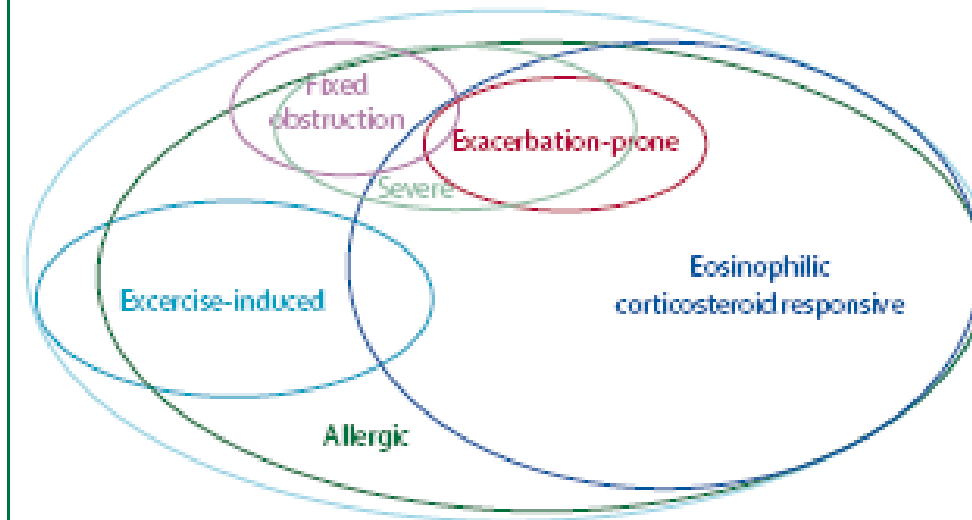 Fixed
obstruction
Exacerbation-prone
Severe
Eosinophilic
corticosteroid responsive
Excercise-induced
Allergic